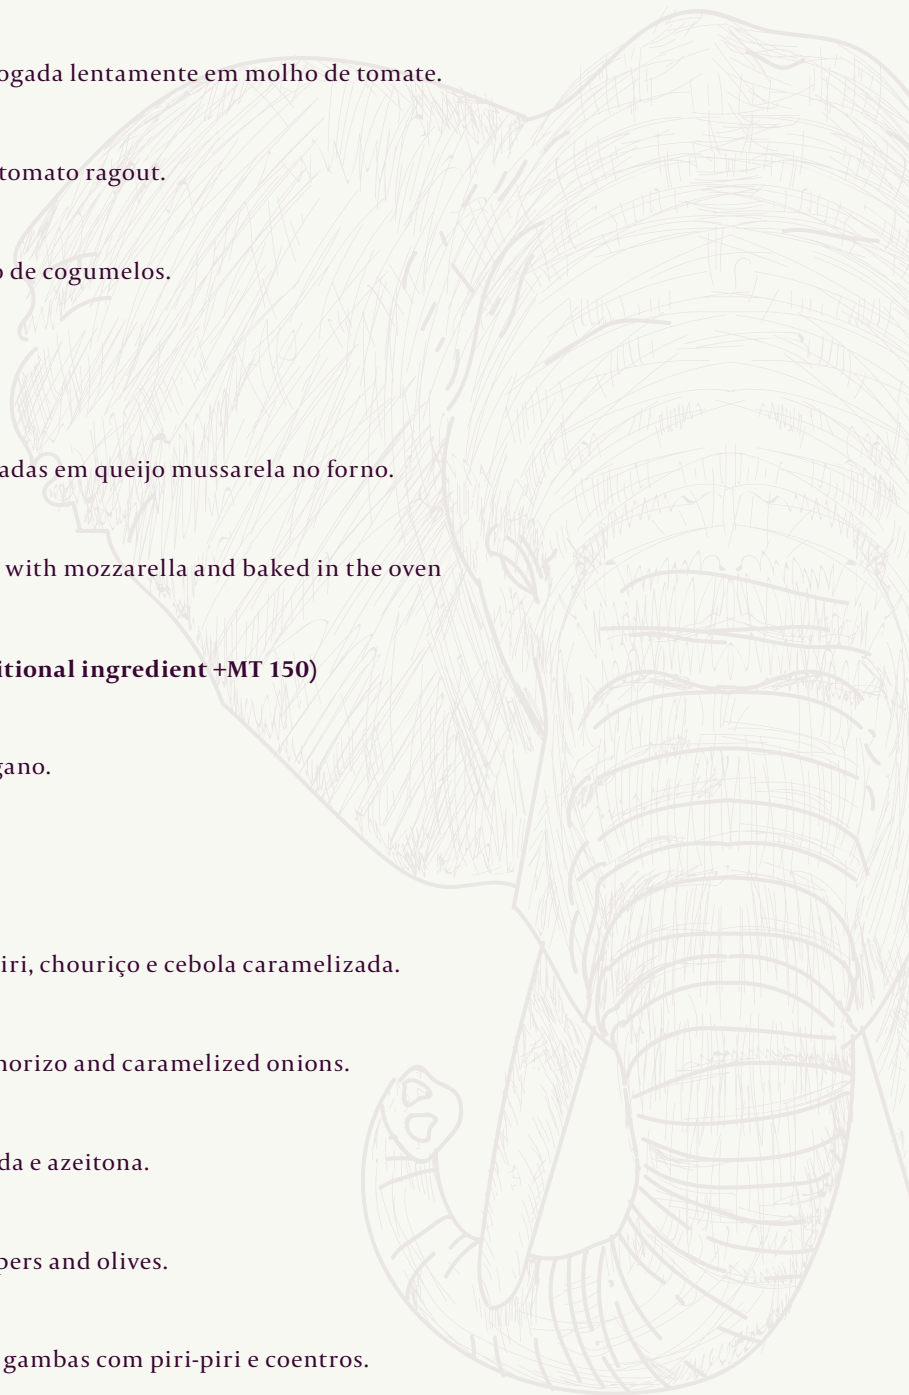 ogada lentamente em molho de tomate.
tomato ragout.
o de cogumelos.
adas em queijo mussarela no forno.
with mozzarella and baked in the oven
itional ingredient +MT 150)
gano.
iri, chouriço e cebola caramelizada.
horizo and caramelized onions.
da e azeitona.
pers and olives.
gambas com piri-piri e coentros.